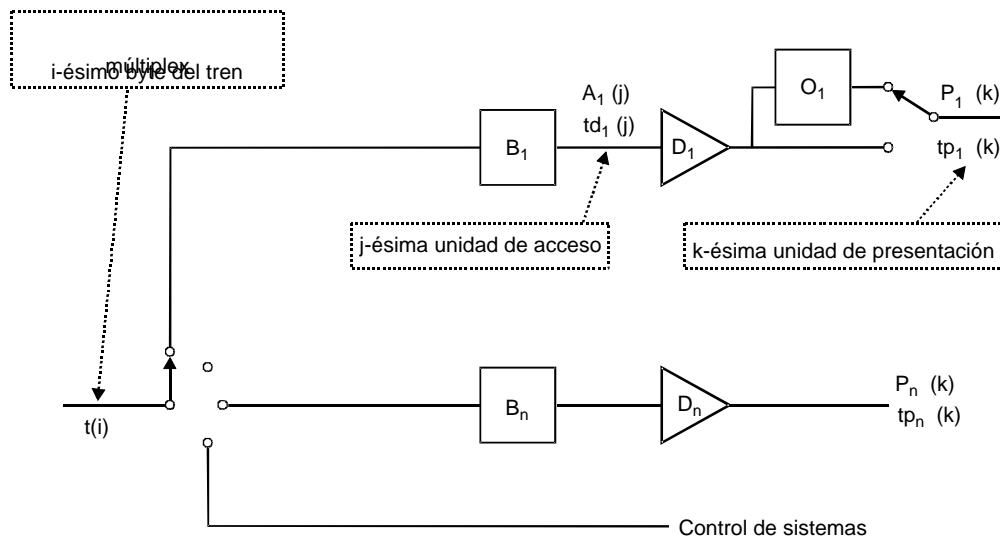 múltiplex
i-ésimo byte del tren
A1 (j)
td1 (j)
O1
P1 (k)
tp1 (k)
B1
D1
j-ésima unidad de acceso
k-ésima unidad de presentación
t(i)
Bn
Dn
Pn (k)
tpn (k)
Control de sistemas